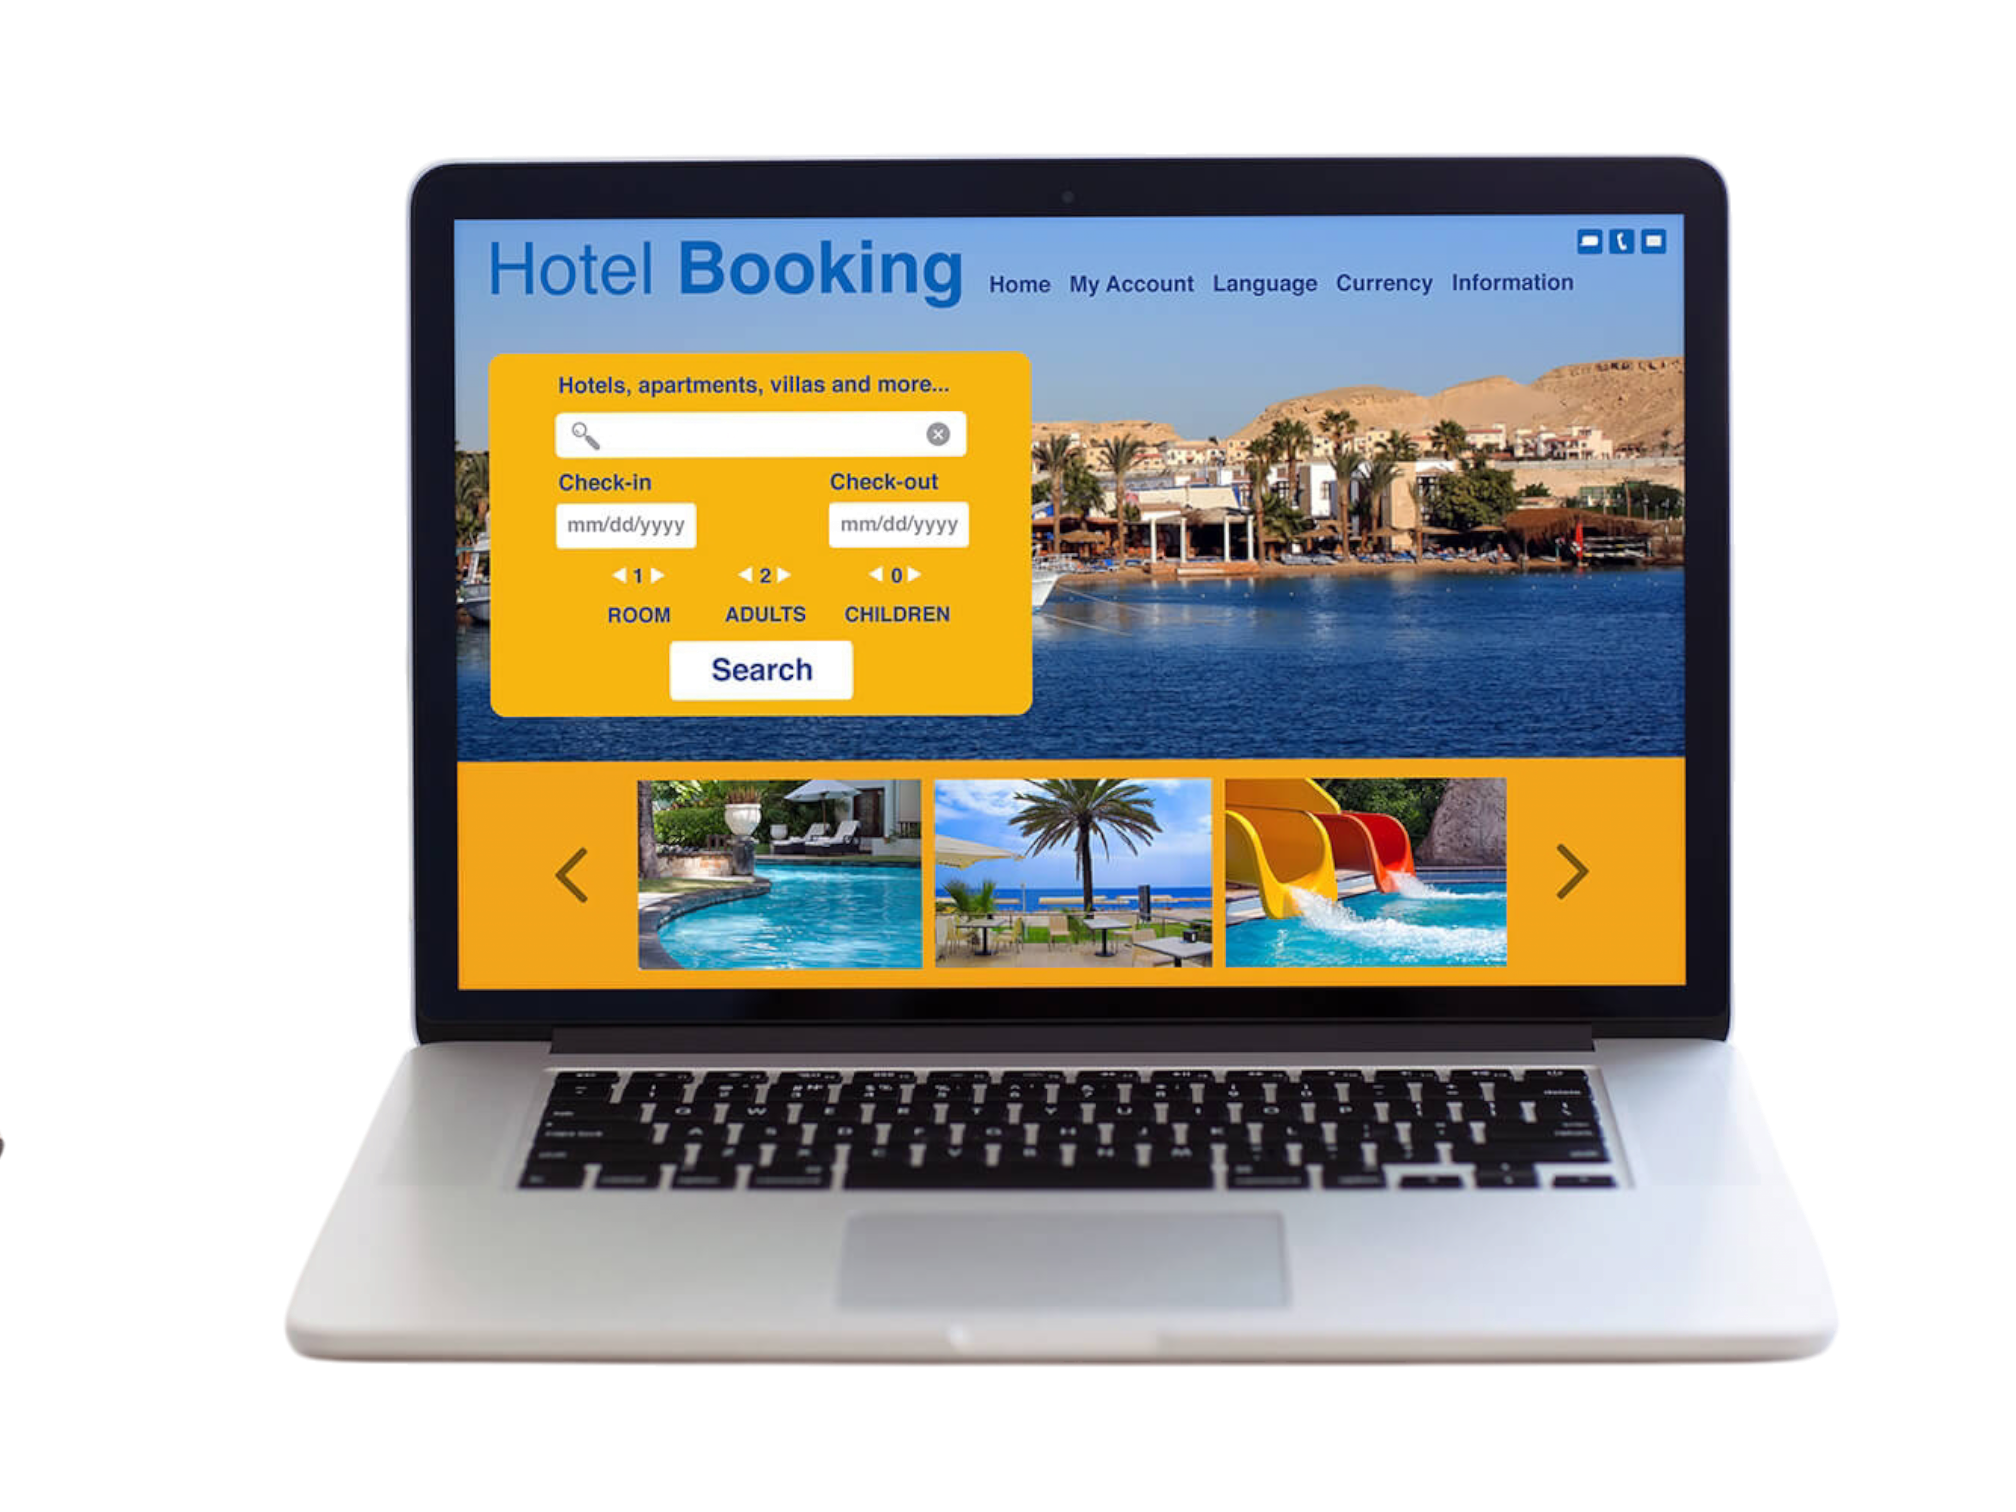 Hotel Booking
Home My Account Language Currency Information
Hotels, apartments, villas and more...
Check-in Check-out
mm/dd/yyyy mm/dd/yyyy
1 2 0
ROOM ADULTS CHILDREN
Search
delete
Q W E R T Y U I O P
A S D F G H J K L
Z X C V B N M